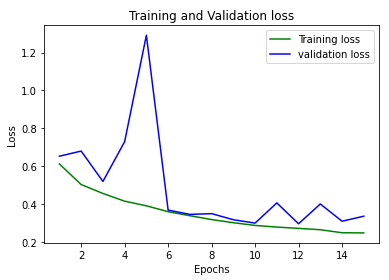 Training and Validation loss
Training loss
validation loss
Loss
1.2
1.0
0.8
0.6
0.4
0.2
2 4 6 8 10 12 14
Epochs